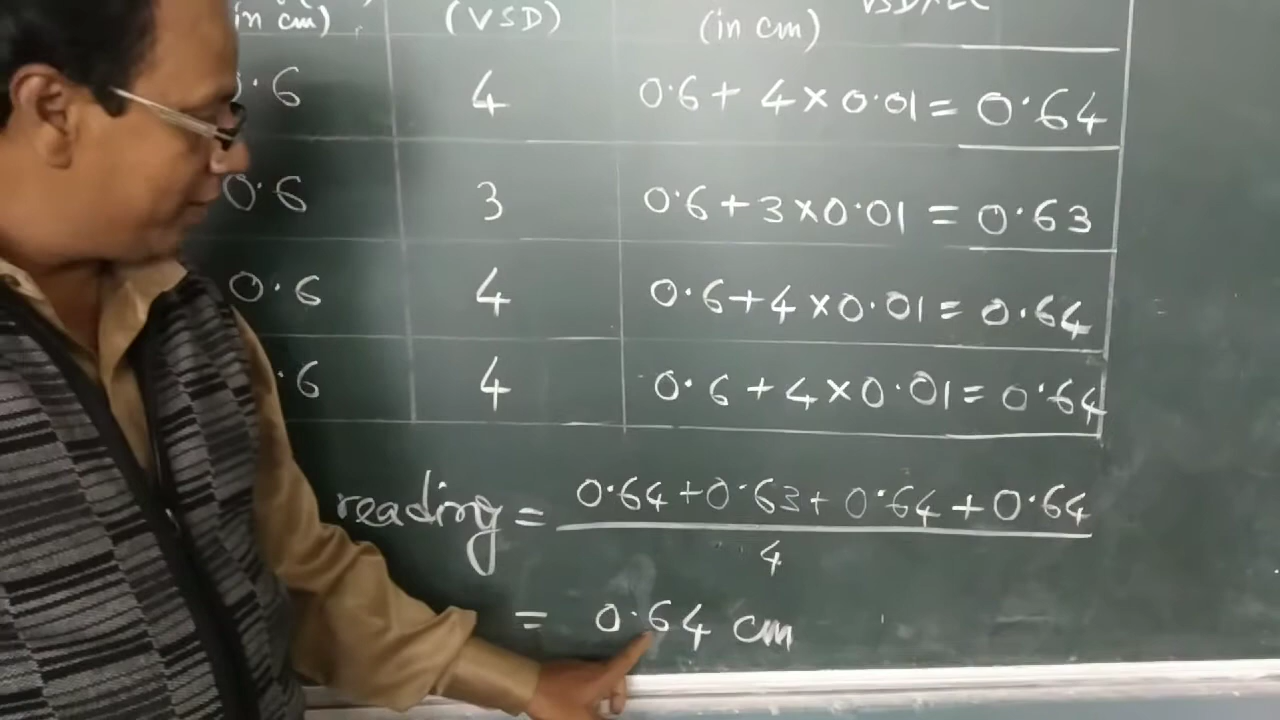 in cm) (VSD) (in cm) VSD×LC
0.6 4 0.6 + 4 × 0.01 = 0.64
0.6 3 0.6 + 3 × 0.01 = 0.63
0.6 4 0.6 + 4 × 0.01 = 0.64
.6 4 0.6 + 4 × 0.01 = 0.64
reading = 0.64 + 0.63 + 0.64 + 0.64
4
= 0.64 cm